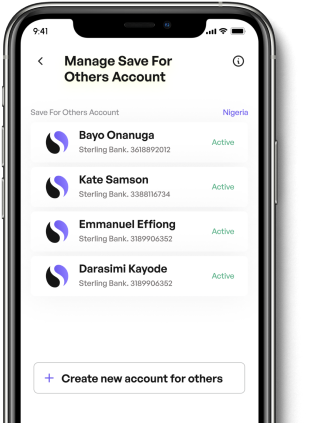 9:41
Manage Save For
Others Account
Save For Others Account
Nigeria
Bayo Onanuga
Sterling Bank. 3618892012
Active
Kate Samson
Sterling Bank. 3388116734
Active
Emmanuel Effiong
Sterling Bank. 3189906352
Active
Darasimi Kayode
Sterling Bank. 3189906352
Active
+ Create new account for others